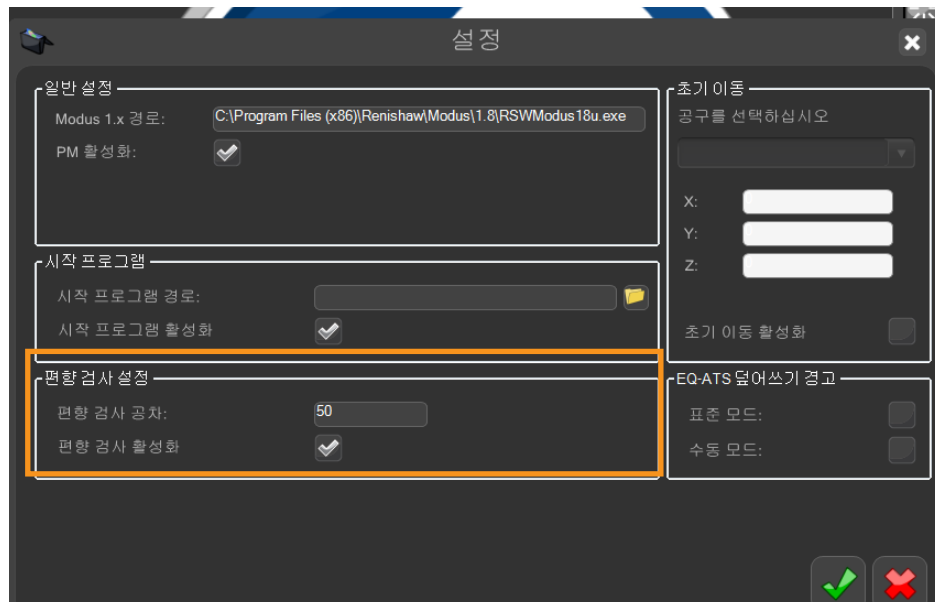 설정
일반 설정
Modus 1.x 경로:
C:\Program Files (x86)\Renishaw\Modus\1.8\RSWModus18u.exe
PM 활성화:
시작 프로그램
시작 프로그램 경로:
시작 프로그램 활성화
편향 검사 설정
편향 검사 공차:
50
편향 검사 활성화
초기 이동
공구를 선택하십시오
X:
Y:
Z:
초기 이동 활성화
EQ-ATS 덮어쓰기 경고
표준 모드:
수동 모드: